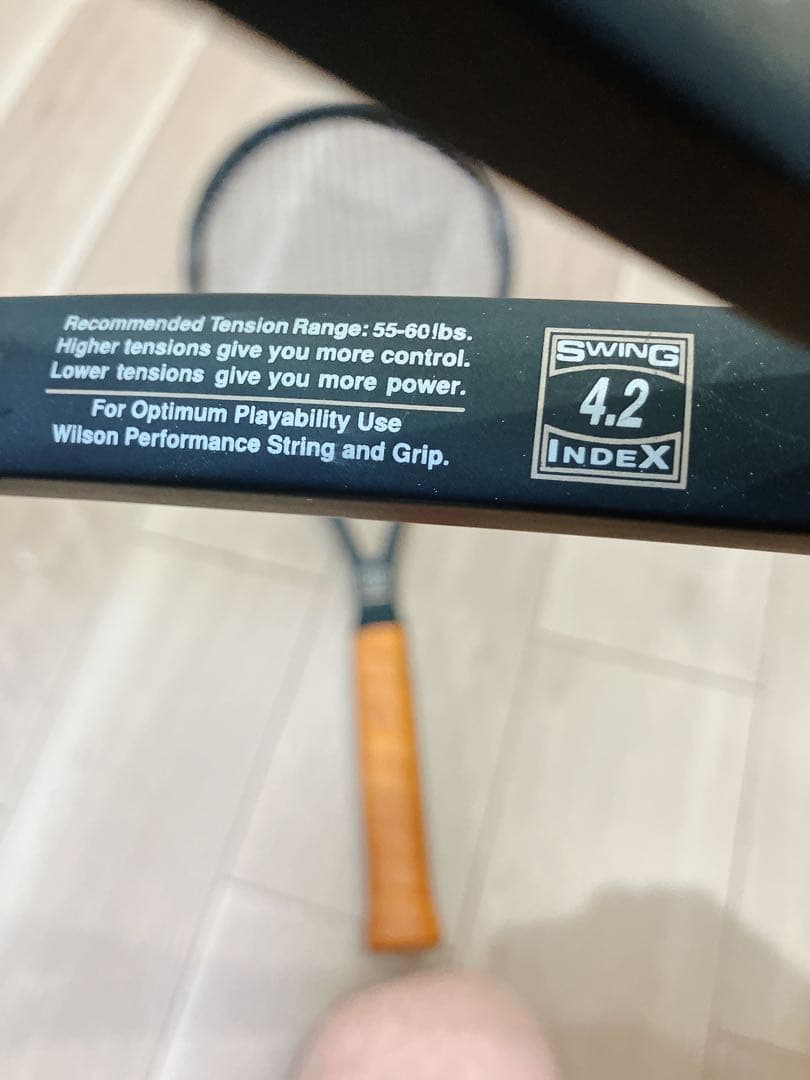 Recommended Tension Range: 55-60 lbs.
Higher tensions give you more control.
Lower tensions give you more power.
For Optimum Playability Use
Wilson Performance String and Grip.
SWING
4.2
INDEX